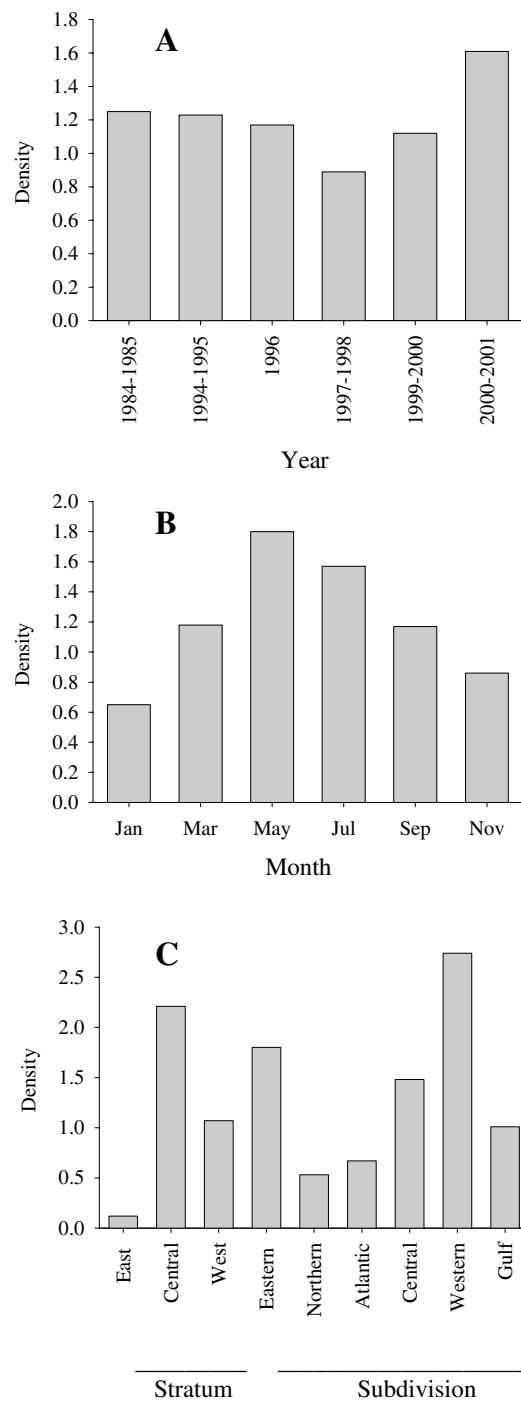 A
1.8
1.6
1.4
1.2
1.0
0.8
0.6
0.4
0.2
0.0
Density
1984-1985
1994-1995
1996
1997-1998
1999-2000
2000-2001
Year
B
2.0
1.8
1.6
1.4
1.2
1.0
0.8
0.6
0.4
0.2
0.0
Density
Jan Mar May Jul Sep Nov
Month
C
3.0
2.5
2.0
1.5
1.0
0.5
0.0
Density
East
Central
West
Eastern
Northern
Atlantic
Central
Western
Gulf
Stratum Subdivision